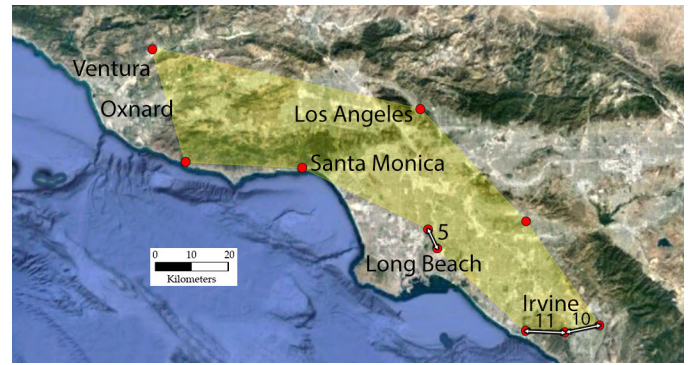 Ventura
Oxnard
Los Angeles
Santa Monica
5
Long Beach
0 10 20
Kilometers
Irvine
11 10